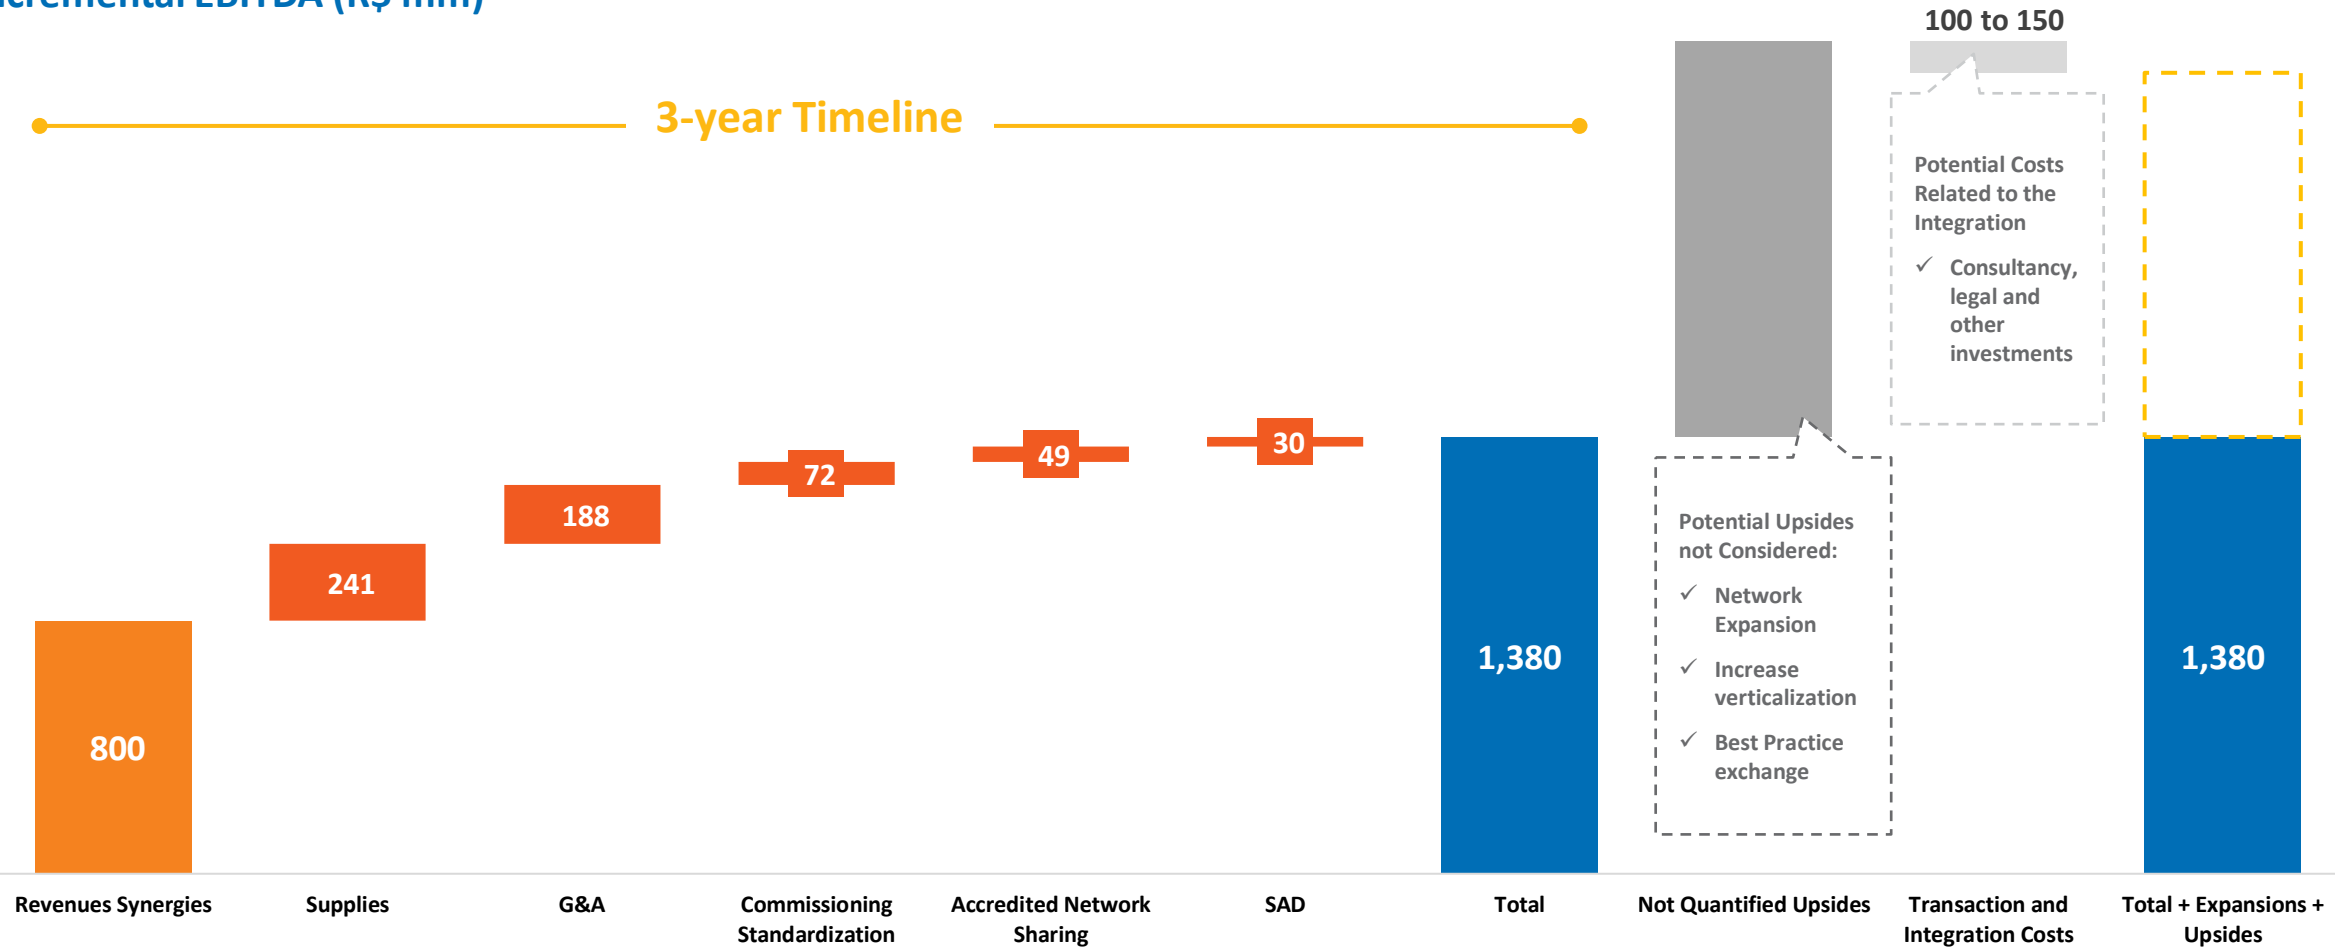 cremental EBITDA (R$ mm)
100 to 150
3-year Timeline
Potential Costs
Related to the
Integration
✓ Consultancy,
legal and
other
investments
30
49
72
188
241
800
1,380
Potential Upsides
not Considered:
✓ Network
Expansion
✓ Increase
verticalization
✓ Best Practice
exchange
1,380
Revenues Synergies
Supplies
G&A
Commissioning
Standardization
Accredited Network
Sharing
SAD
Total
Not Quantified Upsides
Transaction and
Integration Costs
Total + Expansions +
Upsides